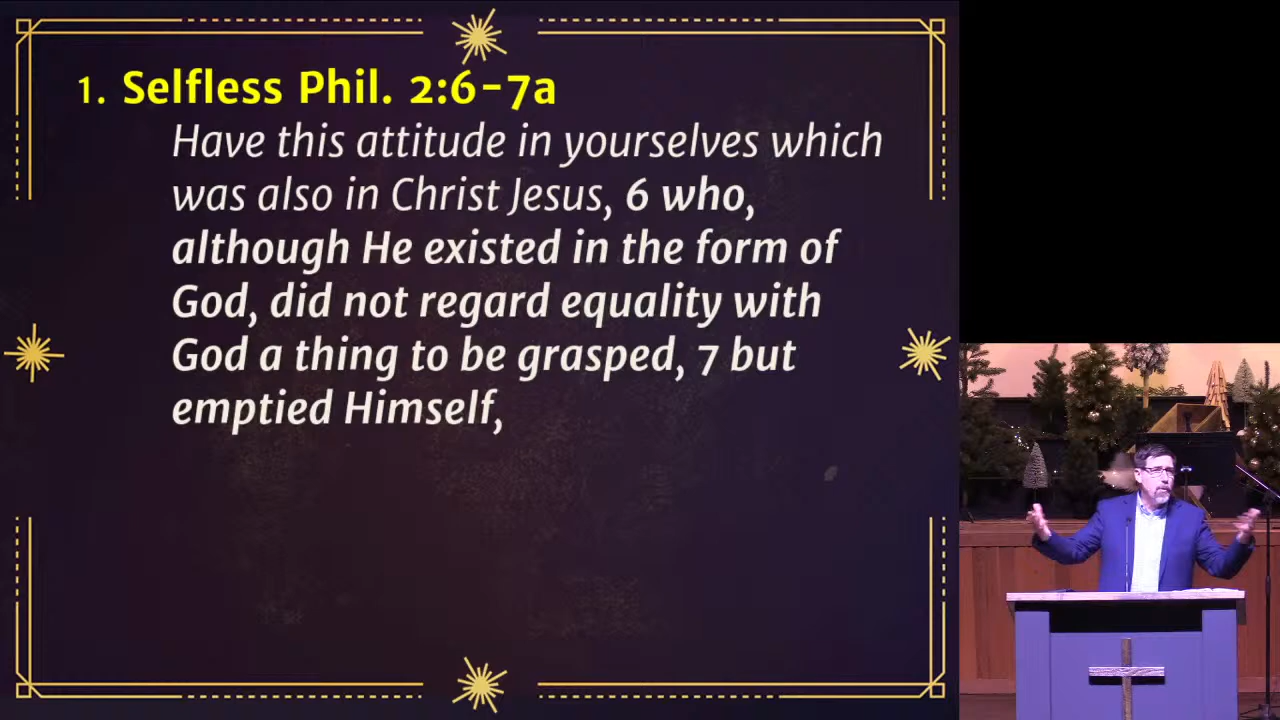 1. Selfless Phil. 2:6-7a
Have this attitude in yourselves which
was also in Christ Jesus, 6 who,
although He existed in the form of
God, did not regard equality with
God a thing to be grasped, 7 but
emptied Himself,